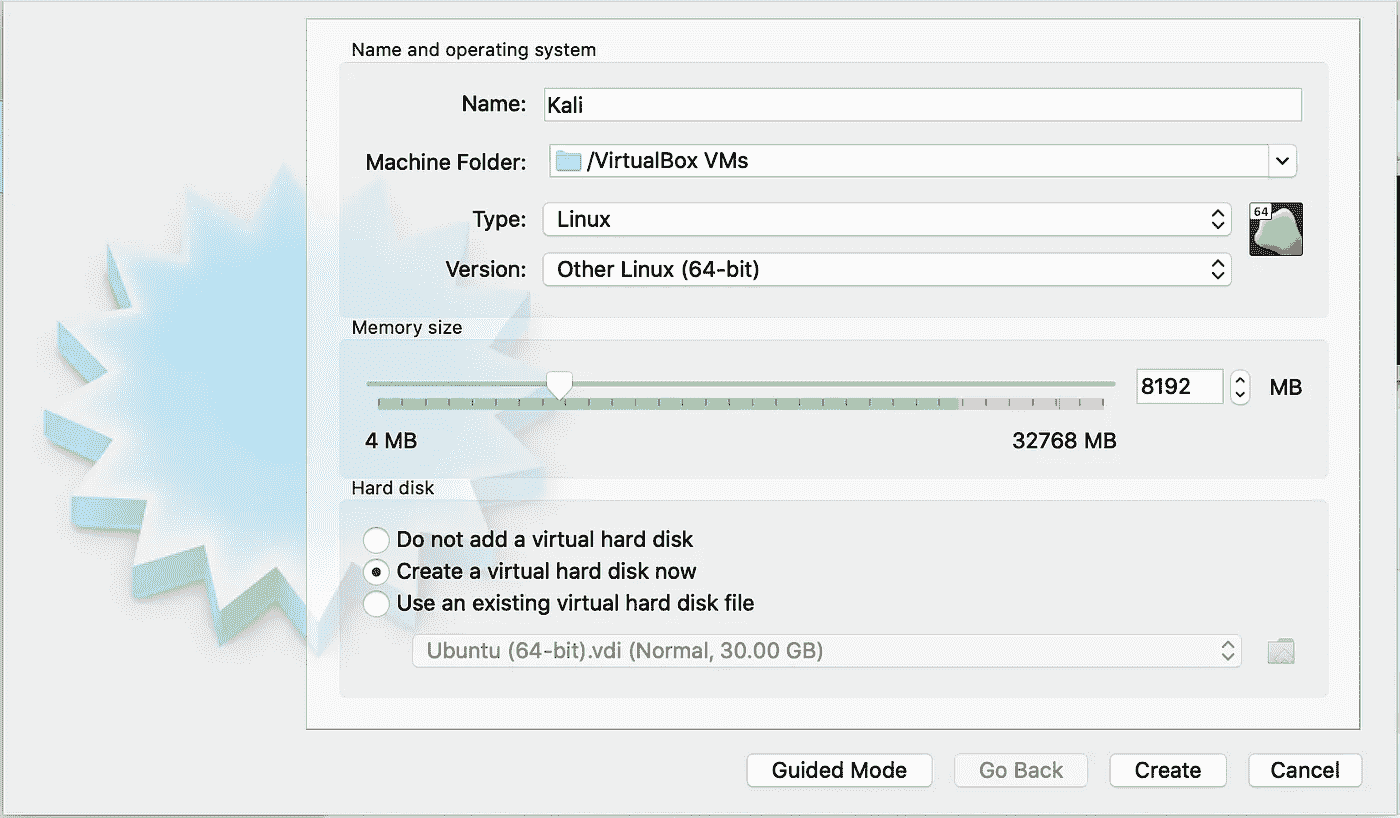 Name and operating system
Name: Kali
Machine Folder: /VirtualBox VMs
Type: Linux
64
Version: Other Linux (64-bit)
Memory size
8192 MB
4 MB 32768 MB
Hard disk
Do not add a virtual hard disk
Create a virtual hard disk now
Use an existing virtual hard disk file
Ubuntu (64-bit).vdi (Normal, 30.00 GB)
Guided Mode Go Back Create Cancel